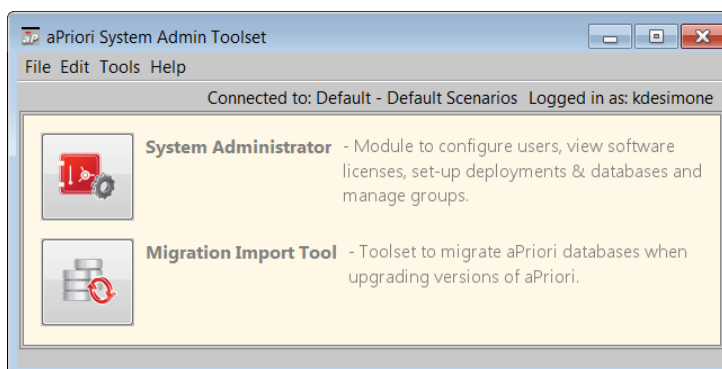 aPriori System Admin Toolset
File Edit Tools Help
Connected to: Default - Default Scenarios Logged in as: kdesimone
System Administrator - Module to configure users, view software
licenses, set-up deployments & databases and
manage groups.
Migration Import Tool - Toolset to migrate aPriori databases when
upgrading versions of aPriori.